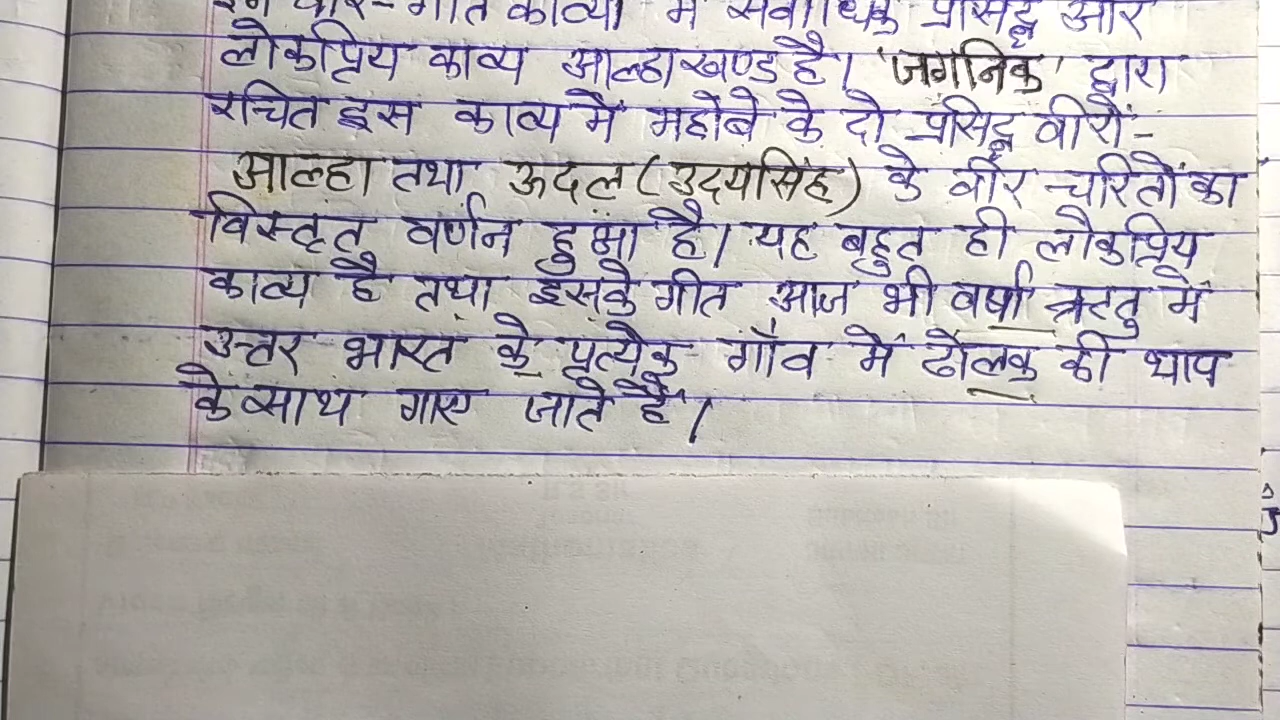 इन वीर-गीत काव्यों में सर्वाधिक प्रसिद्ध और
लोकप्रिय काव्य आल्हाखण्ड है। 'जगनिक' द्वारा
रचित इस काव्य में महोबे के दो प्रसिद्ध वीरों-
आल्हा तथा ऊदल (उदयसिंह) के वीर चरितों का
विस्तृत वर्णन हुआ है। यह बहुत ही लोकप्रिय
काव्य है तथा इसके गीत आज भी वर्षा ऋतु में
उत्तर भारत के प्रत्येक गाँव में ढोलक की थाप
के साथ गाए जाते हैं।